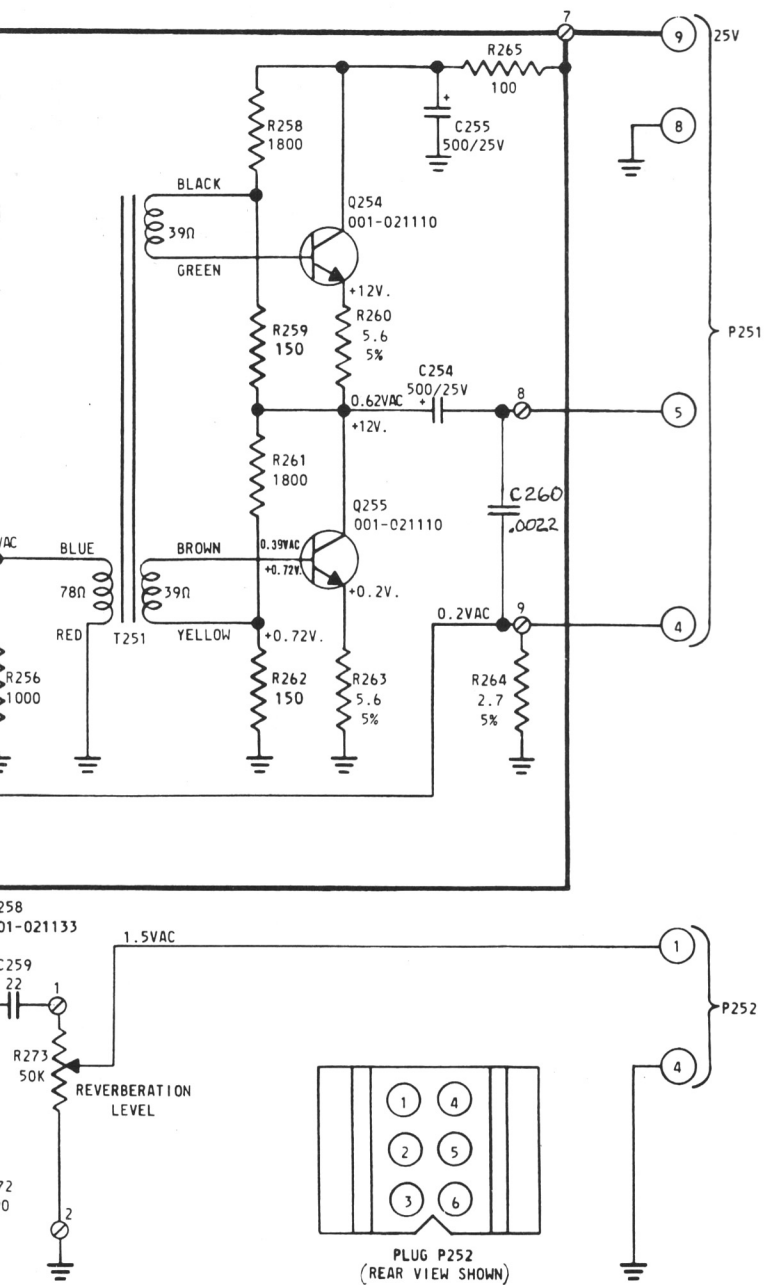 7
9
25V
R265
100
8
R258
1800
+
C255
500/25V
BLACK
Q254
001-021110
39Ω
GREEN
+12V.
R259
150
R260
5.6
5%
P251
C254
500/25V
0.62VAC
+
8
5
+12V.
R261
1800
C260
.0022
Q255
001-021110
VAC
BLUE
BROWN
0.39VAC
+0.72V.
78Ω
39Ω
+0.2V.
0.2VAC
9
4
RED
T251
YELLOW
+0.72V.
R256
1000
R262
150
R263
5.6
5%
R264
2.7
5%
258
01-021133
1.5VAC
1
C259
22
1
P252
R273
50K
REVERBERATION
LEVEL
4
1 4
2 5
3 6
72
2
PLUG P252
(REAR VIEW SHOWN)